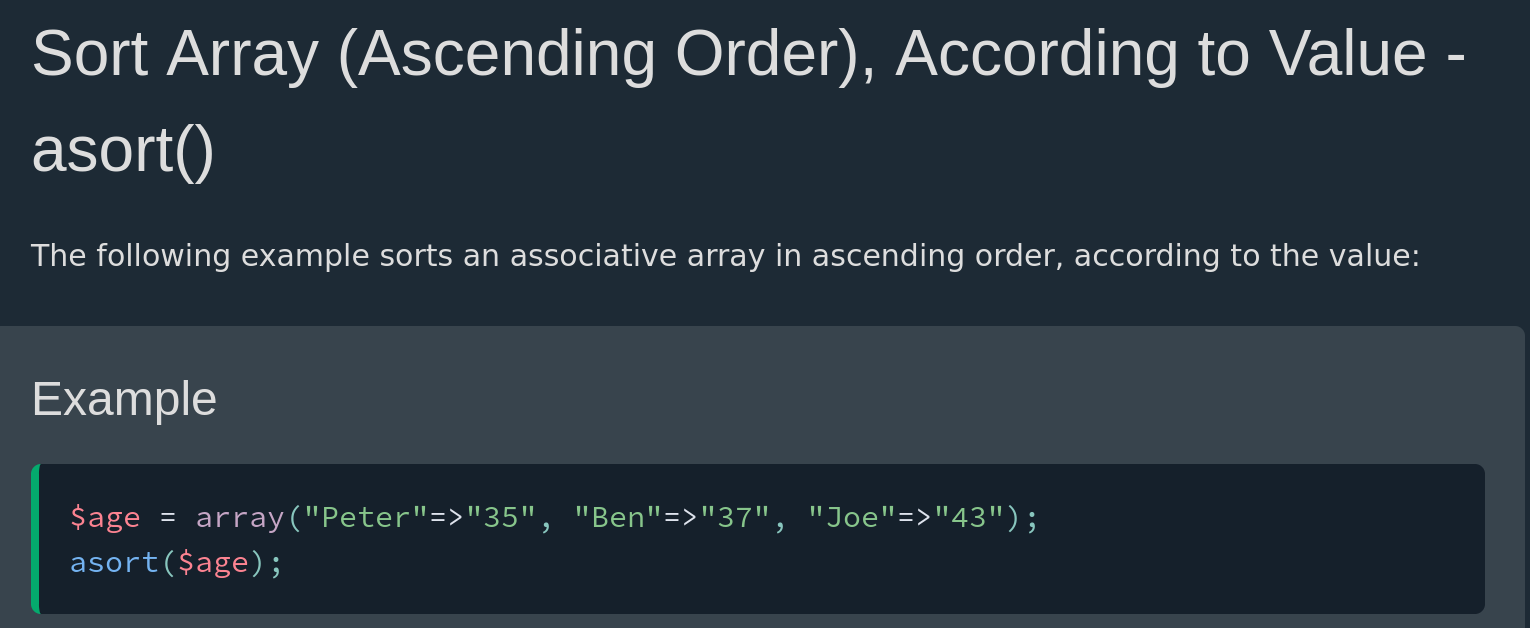 Sort Array (Ascending Order), According to Value -
asort()
The following example sorts an associative array in ascending order, according to the value:
Example
$age = array("Peter"=>"35", "Ben"=>"37", "Joe"=>"43");
asort($age);